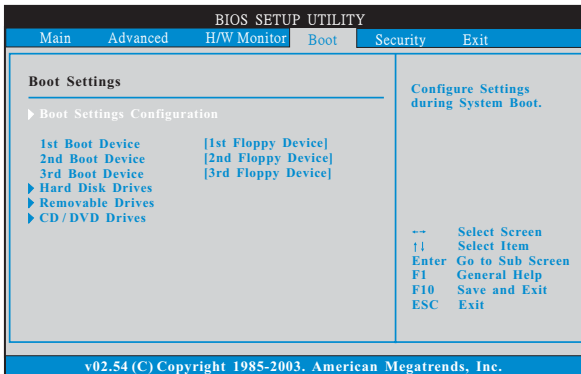 BIOS SETUP UTILITY
Main Advanced H/W Monitor Boot Security Exit
Boot Settings
Boot Settings Configuration
1st Boot Device [1st Floppy Device]
2nd Boot Device [2nd Floppy Device]
3rd Boot Device [3rd Floppy Device]
Hard Disk Drives
Removable Drives
CD / DVD Drives
Configure Settings
during System Boot.
←→ Select Screen
↑↓ Select Item
Enter Go to Sub Screen
F1 General Help
F10 Save and Exit
ESC Exit
v02.54 (C) Copyright 1985-2003. American Megatrends, Inc.